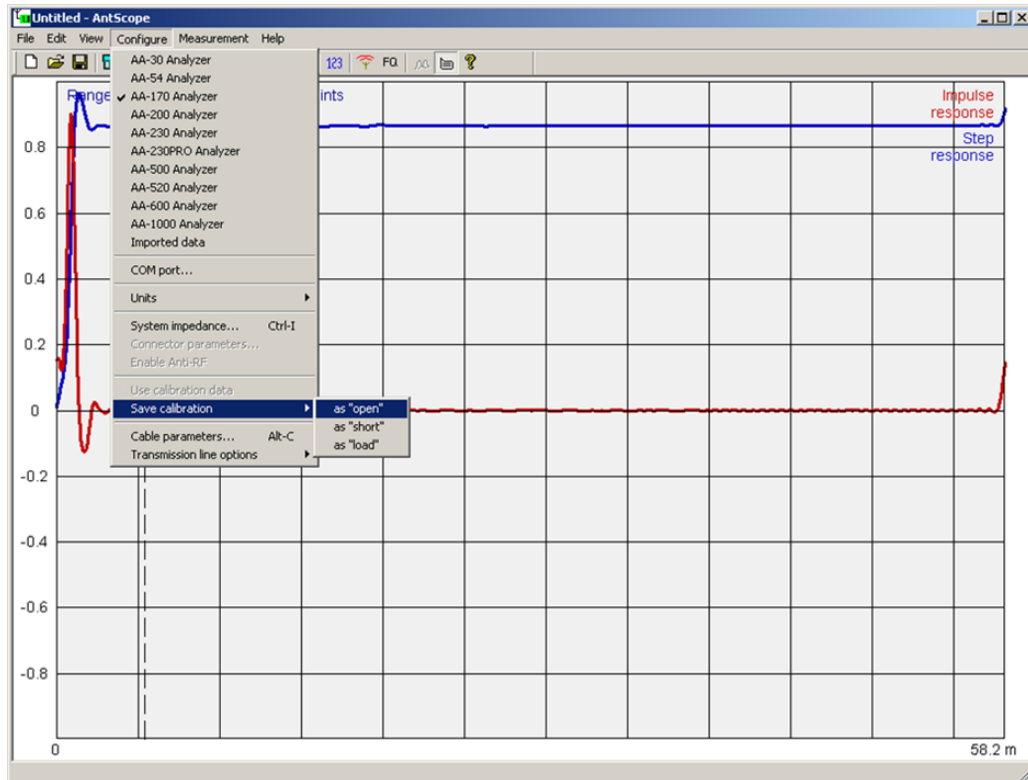 Untitled - AntScope
File Edit View Configure Measurement Help
123 FQ
Range
ints
AA-30 Analyzer
AA-54 Analyzer
AA-170 Analyzer
AA-200 Analyzer
AA-230 Analyzer
AA-230PRO Analyzer
AA-500 Analyzer
AA-520 Analyzer
AA-600 Analyzer
AA-1000 Analyzer
Imported data
COM port...
Units
System impedance... Ctrl-I
Connector parameters...
Enable Anti-RF
Use calibration data
Save calibration
as "open"
as "short"
as "load"
Cable parameters... Alt-C
Transmission line options
Impulse
response
Step
response
0.8
0.6
0.4
0.2
0
-0.2
-0.4
-0.6
-0.8
0
58.2 m